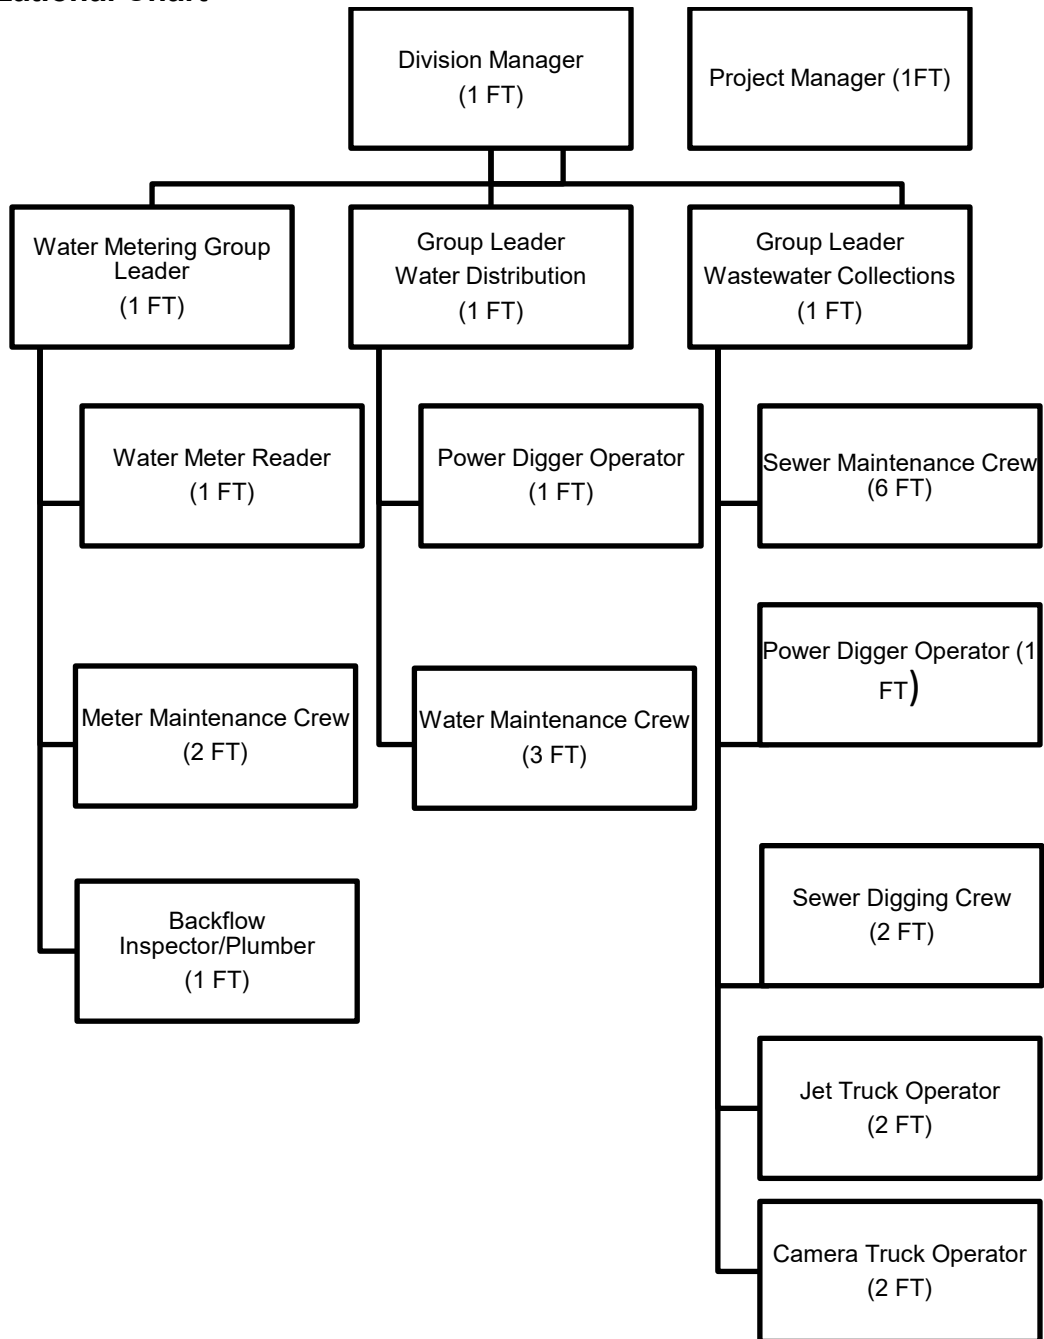 Division Manager
(1 FT)
Project Manager (1FT)
Water Metering Group
Leader
(1 FT)
Group Leader
Water Distribution
(1 FT)
Group Leader
Wastewater Collections
(1 FT)
Water Meter Reader
(1 FT)
Power Digger Operator
(1 FT)
Sewer Maintenance Crew
(6 FT)
Meter Maintenance Crew
(2 FT)
Water Maintenance Crew
(3 FT)
Power Digger Operator (1
FT)
Backflow
Inspector/Plumber
(1 FT)
Sewer Digging Crew
(2 FT)
Jet Truck Operator
(2 FT)
Camera Truck Operator
(2 FT)